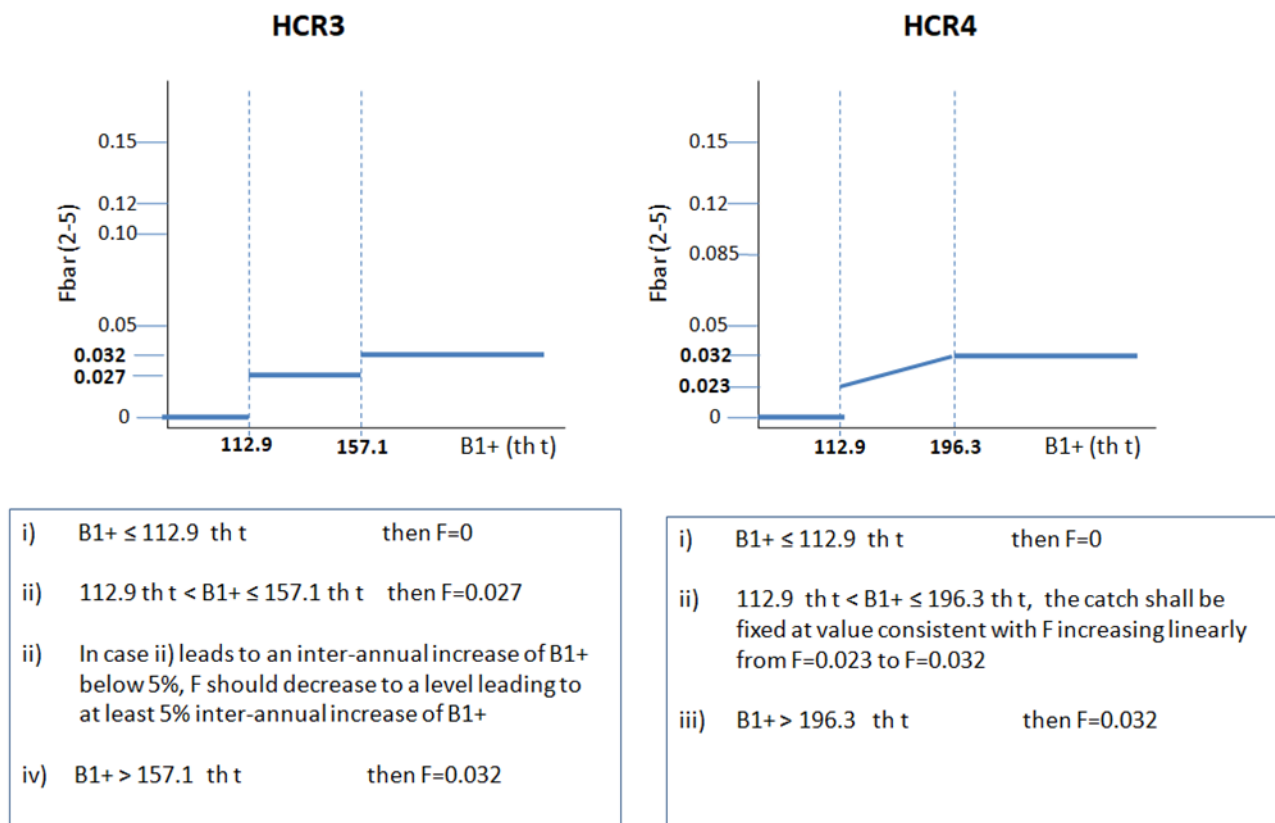 HCR3
Fbar (2-5)
0.15
0.12
0.10
0.05
0.032
0.027
0
112.9 157.1 B1+ (th t)
i) B1+ ≤ 112.9 th t then F=0
ii) 112.9 th t < B1+ ≤ 157.1 th t then F=0.027
ii) In case ii) leads to an inter-annual increase of B1+
below 5%, F should decrease to a level leading to
at least 5% inter-annual increase of B1+
iv) B1+ > 157.1 th t then F=0.032
HCR4
Fbar (2-5)
0.15
0.12
0.085
0.05
0.032
0.023
0
112.9 196.3 B1+ (th t)
i) B1+ ≤ 112.9 th t then F=0
ii) 112.9 th t < B1+ ≤ 196.3 th t, the catch shall be
fixed at value consistent with F increasing linearly
from F=0.023 to F=0.032
iii) B1+ > 196.3 th t then F=0.032